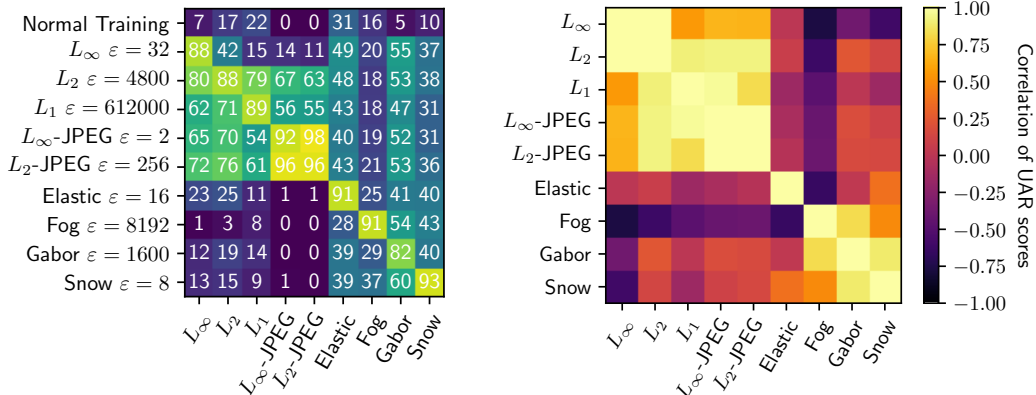 Normal Training 7 17 22 0 0 31 16 5 10
L∞ ε = 32 88 42 15 14 11 49 20 55 37
L2 ε = 4800 80 88 79 67 63 48 18 53 38
L1 ε = 612000 62 71 89 56 55 43 18 47 31
L∞-JPEG ε = 2 65 70 54 92 98 40 19 52 31
L2-JPEG ε = 256 72 76 61 96 96 43 21 53 36
Elastic ε = 16 23 25 11 1 1 91 25 41 40
Fog ε = 8192 1 3 8 0 0 28 91 54 43
Gabor ε = 1600 12 19 14 0 0 39 29 82 40
Snow ε = 8 13 15 9 1 0 39 37 60 93
L∞
L2
L1
L∞-JPEG
L2-JPEG
Elastic
Fog
Gabor
Snow
L∞
L2
L1
L∞-JPEG
L2-JPEG
Elastic
Fog
Gabor
Snow
L∞
L2
L1
L∞-JPEG
L2-JPEG
Elastic
Fog
Gabor
Snow
1.00
0.75
0.50
0.25
0.00
−0.25
−0.50
−0.75
−1.00
Correlation of UAR scores